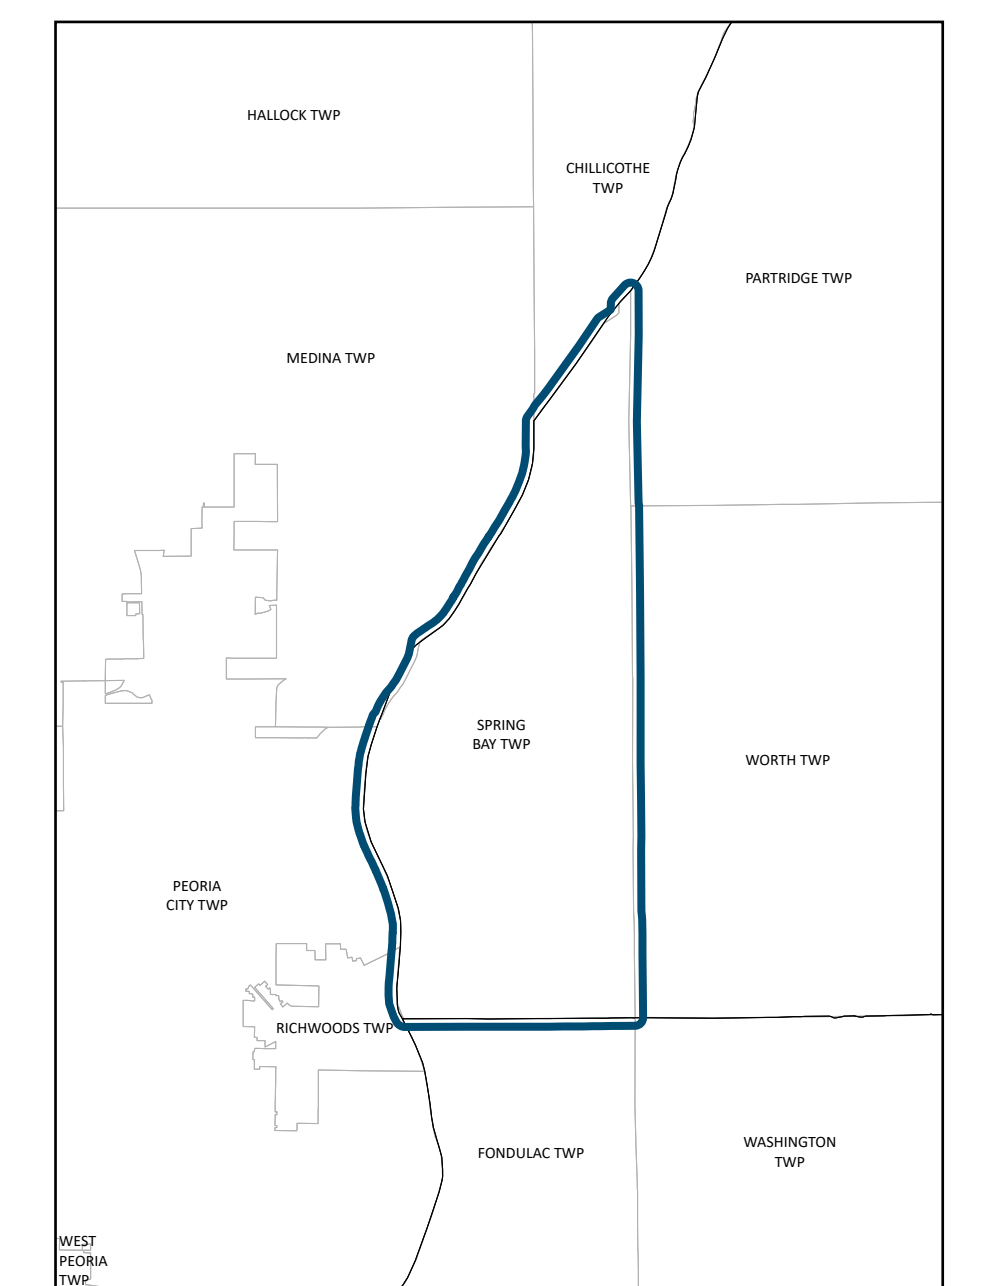 HALLOCK TWP
CHILLICOTHE
TWP
PARTRIDGE TWP
MEDINA TWP
SPRING
BAY TWP
WORTH TWP
PEORIA
CITY TWP
RICHWOODS TWP
FONDULAC TWP
WASHINGTON
TWP
WEST
PEORIA
TWP